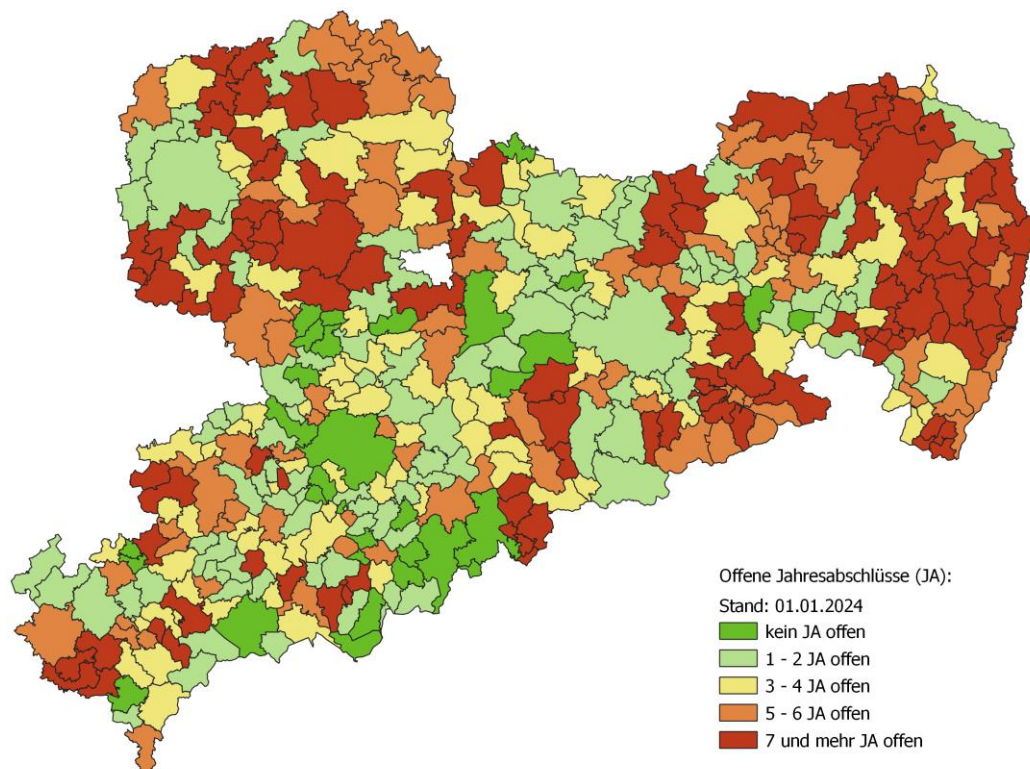 Offene Jahresabschlüsse (JA):
Stand: 01.01.2024
kein JA offen
1 - 2 JA offen
3 - 4 JA offen
5 - 6 JA offen
7 und mehr JA offen